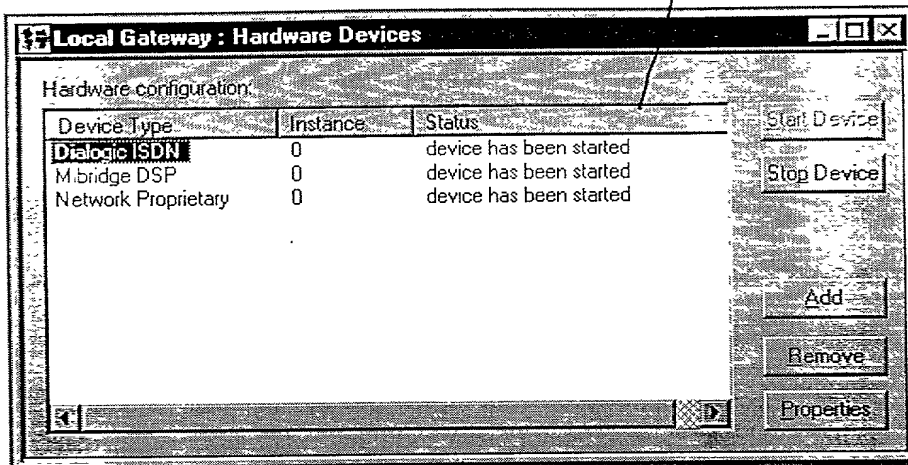 Local Gateway : Hardware Devices
Hardware configuration:
Device Type Instance Status
Dialogic ISDN 0 device has been started
Mibridge DSP 0 device has been started
Network Proprietary 0 device has been started
Start Device
Stop Device
Add
Remove
Properties